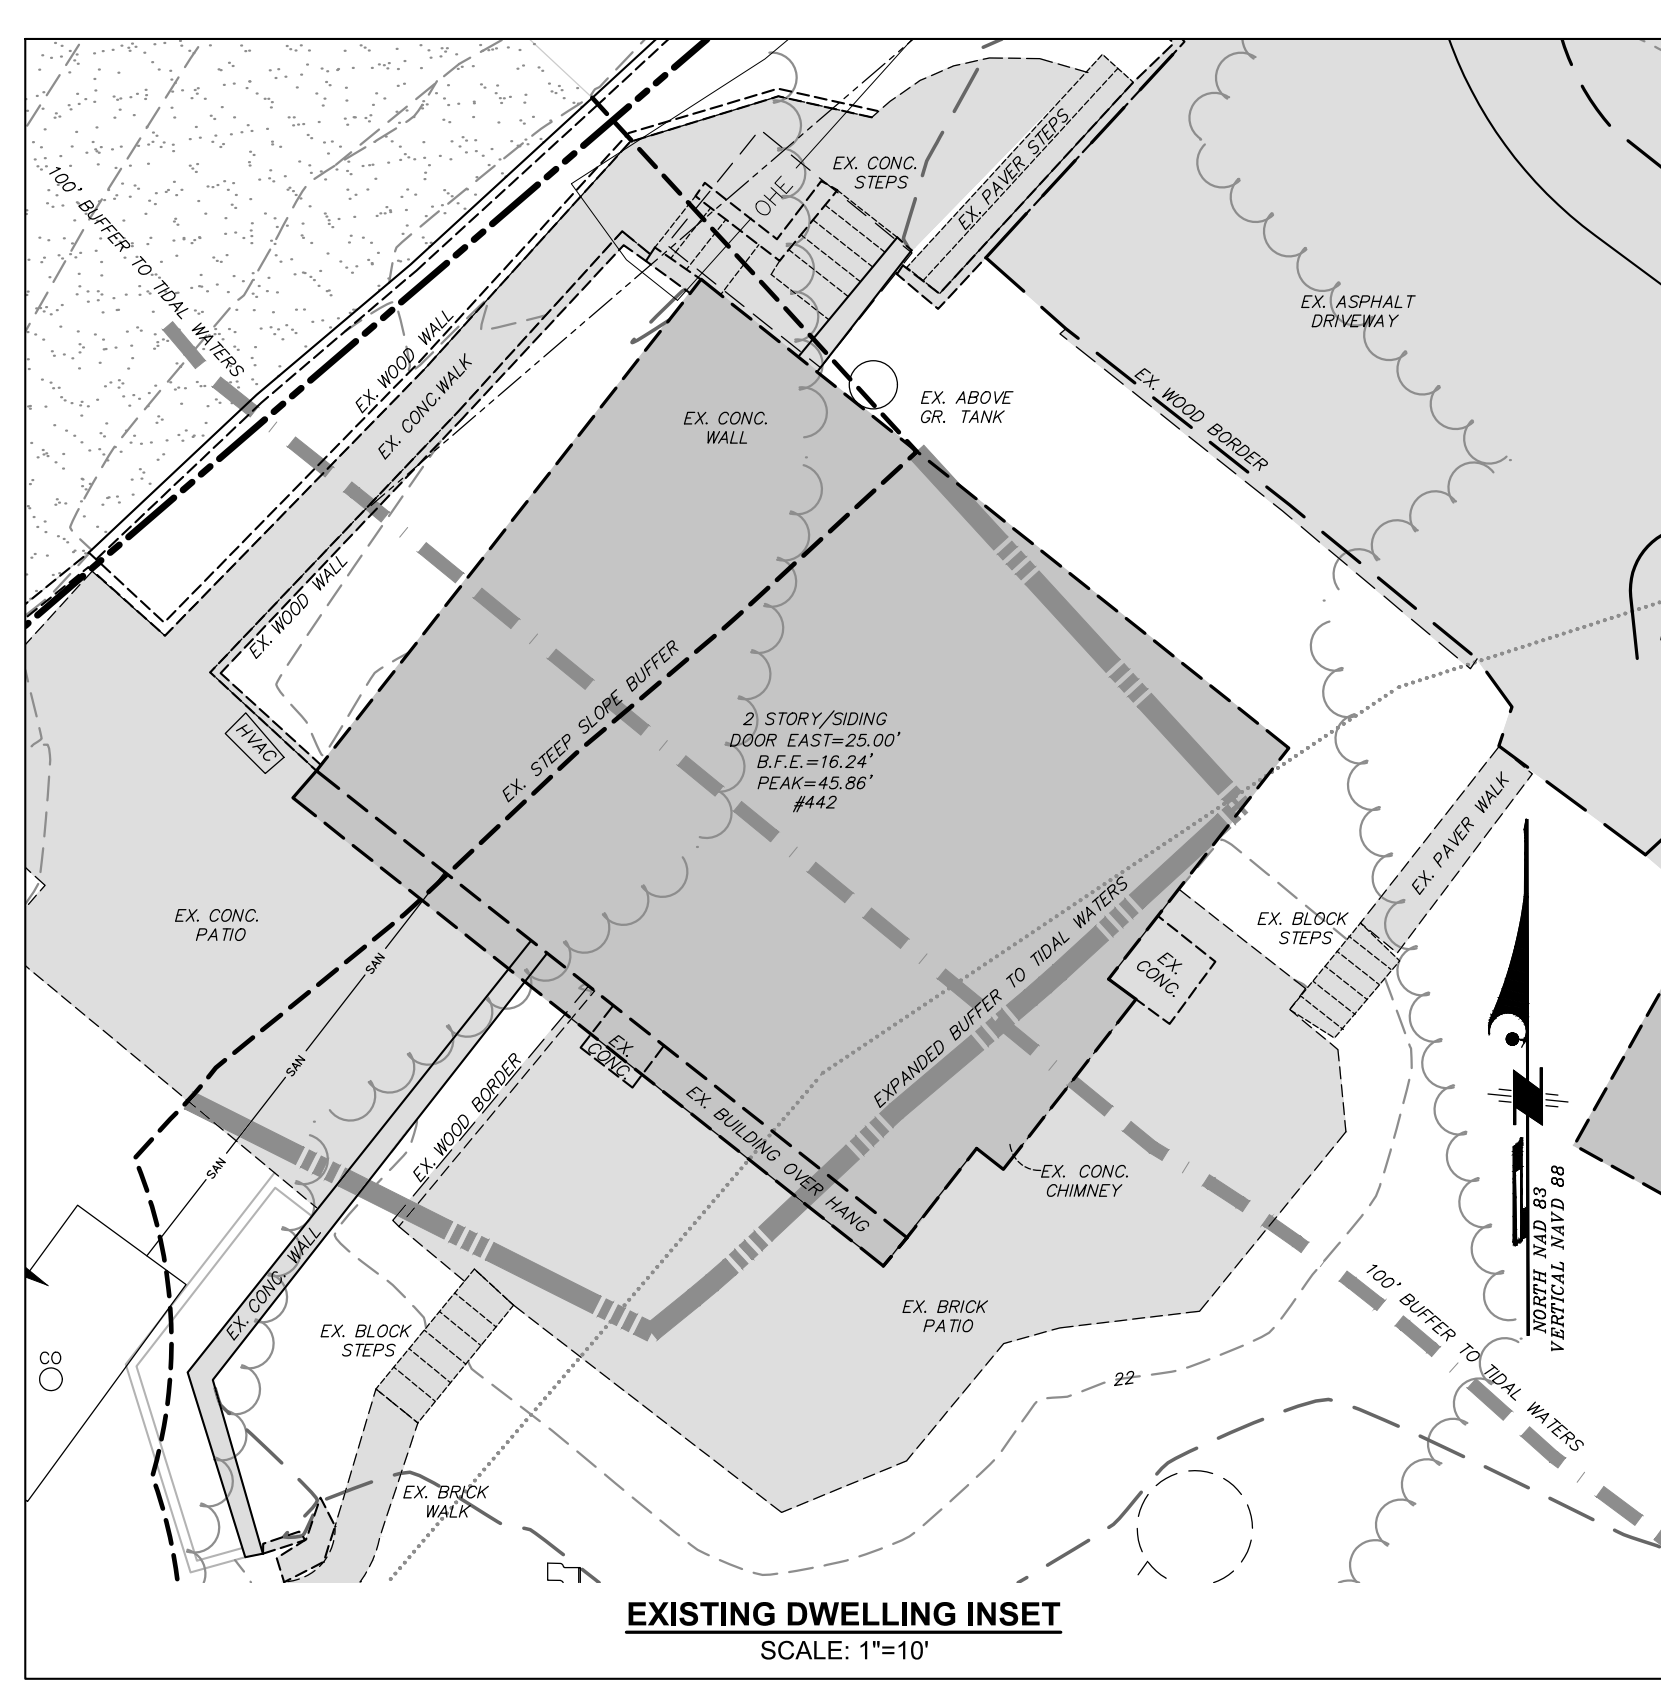 100' BUFFER TO TIDAL WATERS
EX. CONC.
STEPS
OHE
EX. PAVER STEPS
EX. ASPHALT
DRIVEWAY
EX. WOOD WALL
EX. CONC.WALK
EX. CONC.
WALL
EX. ABOVE
GR. TANK
EX. WOOD BORDER
EX. WOOD WALL
HVAC
EX. STEEP SLOPE BUFFER
2 STORY/SIDING
DOOR EAST=25.00'
B.F.E.=16.24'
PEAK=45.86'
#442
EX. PAVER WALK
EX. CONC.
PATIO
SAN
EX. BLOCK
STEPS
EX.
CONC.
EXPANDED BUFFER TO TIDAL WATERS
SAN
EX.
CONC.
EX. WOOD BORDER
EX. BUILDING OVER HANG
SAN
EX. CONC.
CHIMNEY
NORTH NAD 83
VERTICAL NAVD 88
EX. CONC. WALL
EX. BRICK
PATIO
100' BUFFER TO TIDAL WATERS
EX. BLOCK
STEPS
CO
22
EX. BRICK
WALK
EXISTING DWELLING INSET
SCALE: 1"=10'